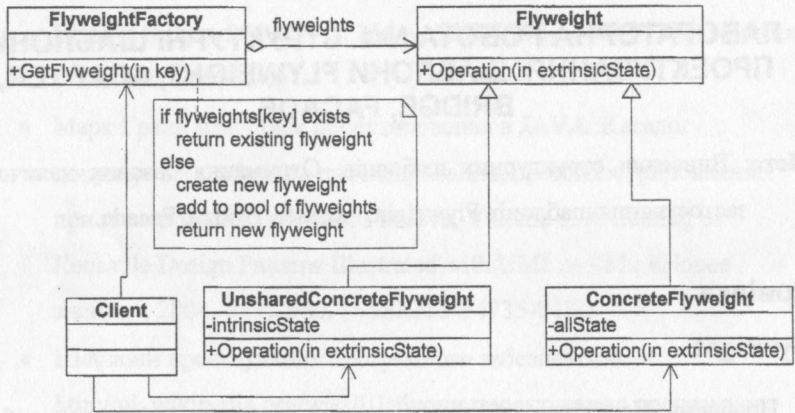 FlyweightFactory
flyweights
Flyweight
+GetFlyweight(in key)
+Operation(in extrinsicState)
if flyweights[key] exists
return existing flyweight
else
create new flyweight
add to pool of flyweights
return new flyweight
Client
UnsharedConcreteFlyweight
-intrinsicState
+Operation(in extrinsicState)
ConcreteFlyweight
-allState
+Operation(in extrinsicState)